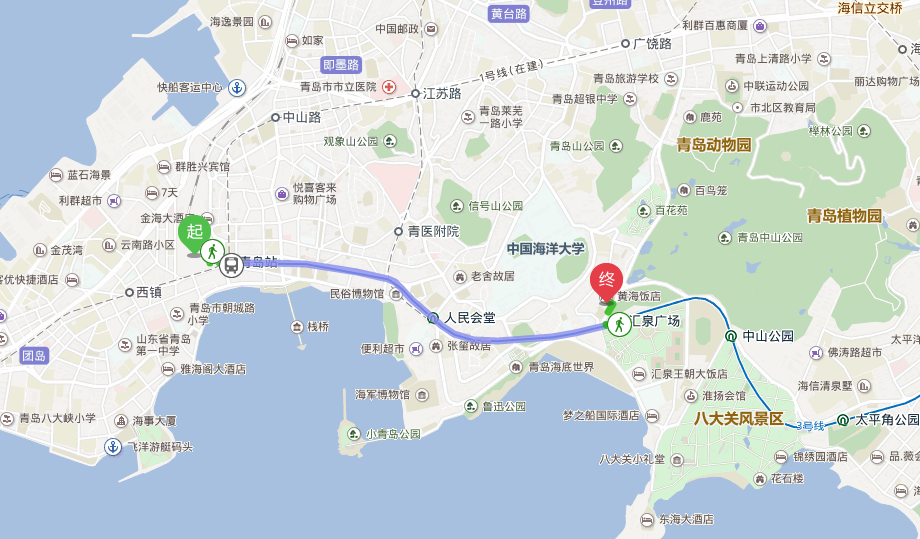 海逸景园
黄台路
登州路
海信立交桥
如家
中国邮政
利群百惠商厦
广饶路
即墨路
1号线(在建)
青岛上清路小学
快船客运中心
青岛市市立医院
江苏路
青岛旅游学校
中联运动公园
丽达购物广场
青岛超银中学
市北区教育局
中山路
青岛莱芜
一路小学
鹿苑
观象山公园
青岛山公园
青岛动物园
椑林公园
群胜兴宾馆
蓝石海景
7天
悦喜客来
购物广场
百鸟笼
利群超市
信号山公园
百花苑
青岛植物园
金海大酒店
起
青医附院
青岛中山公园
金茂湾
云南路小区
中国海洋大学
青岛站
客优快捷酒店
西镇
老舍故居
终
民俗博物馆
黄海饭店
青岛市朝城路
小学
人民会堂
汇泉广场
栈桥
中山公园
山东省青岛
第一中学
便利超市
张玺故居
太平洋
佛涛路超市
团岛
雅海阁大酒店
青岛海底世界
汇泉王朝大饭店
海信清泉墅
海军博物馆
淮扬会馆
鲁迅公园
青岛八大峡小学
海事大厦
梦之船国际酒店
八大关风景区
太平角公园
3号线
小青岛公园
飞洋游艇码头
八大关小礼堂
锦绣园酒店
品.薇会
花石楼
东海大酒店